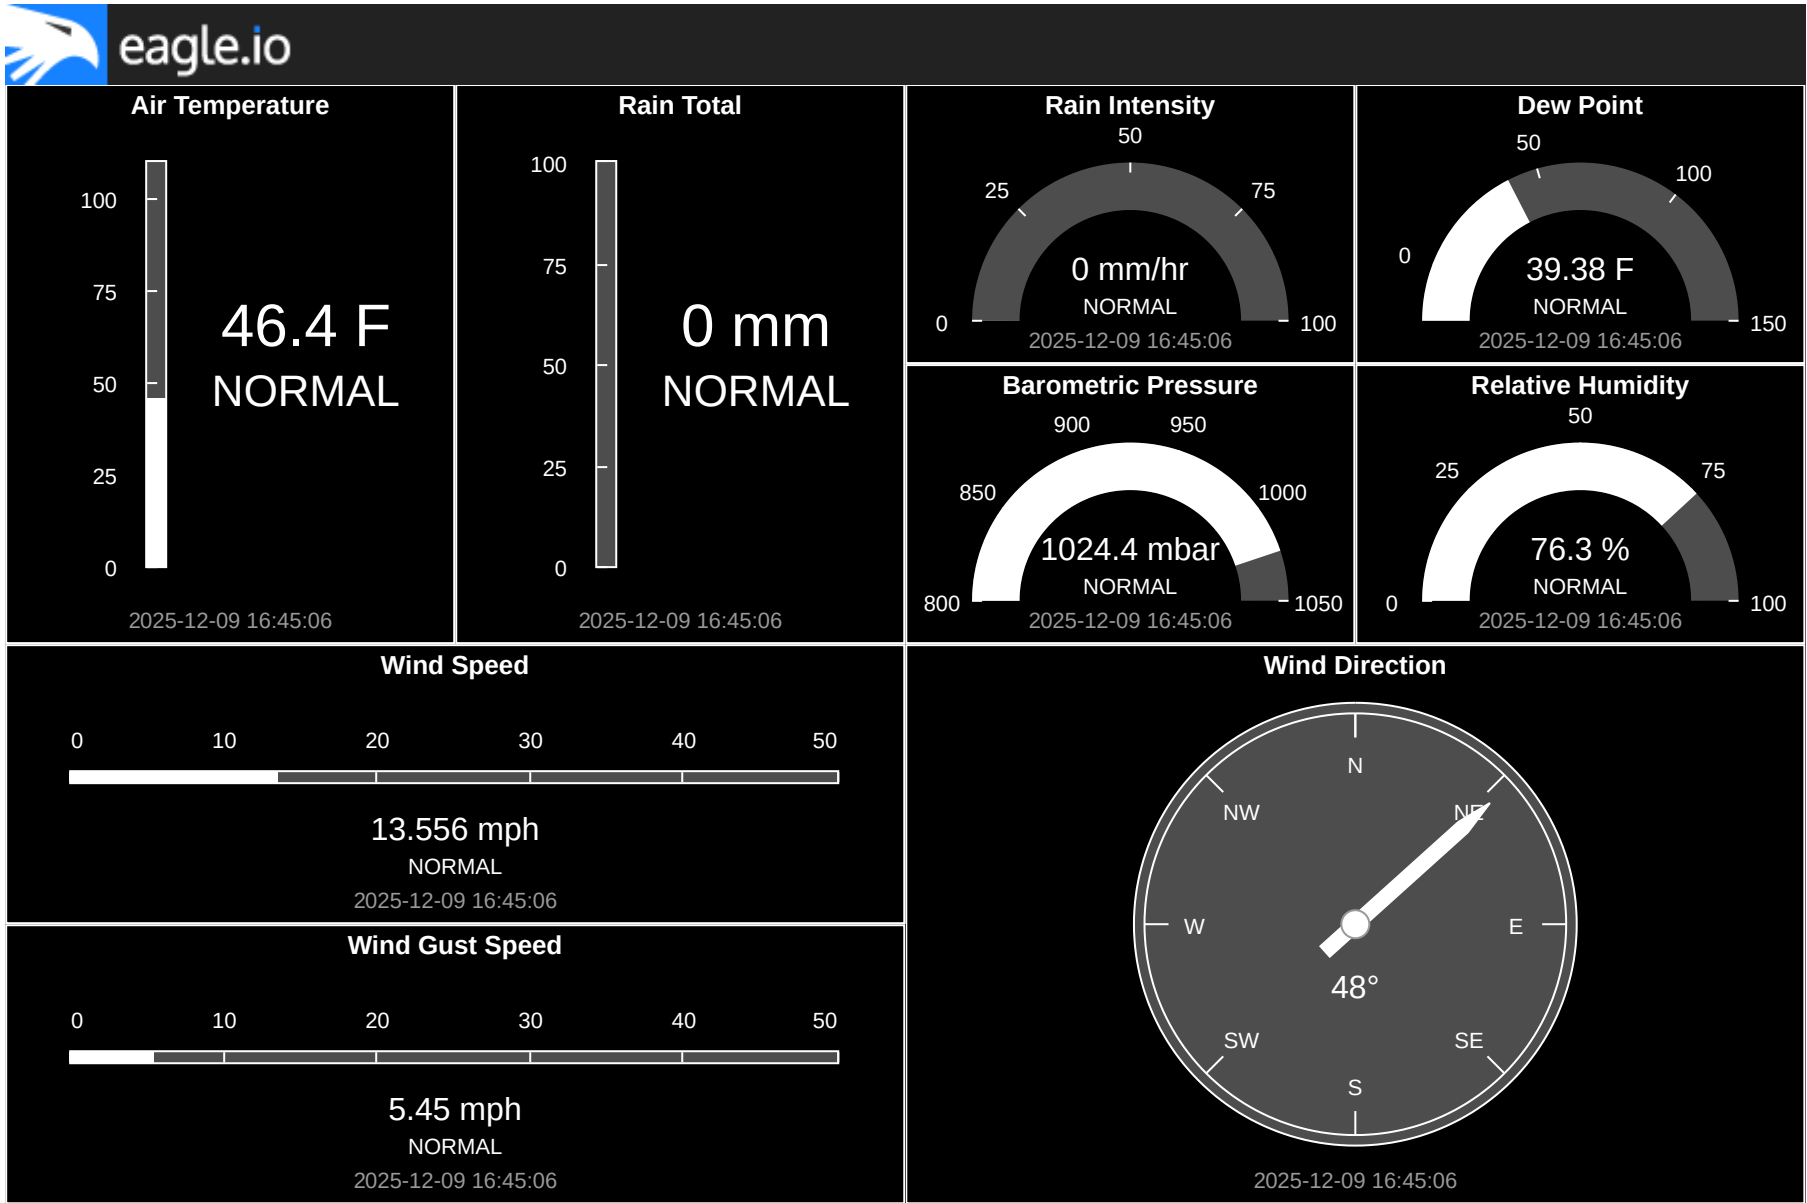 eagle.io
Air Temperature
100
75
50
25
0
46.4 F
NORMAL
2025-12-09 16:45:06
Rain Total
100
75
50
25
0
0 mm
NORMAL
2025-12-09 16:45:06
Rain Intensity
50
25
75
0
100
0 mm/hr
NORMAL
2025-12-09 16:45:06
Dew Point
50
100
0
150
39.38 F
NORMAL
2025-12-09 16:45:06
Barometric Pressure
900
950
850
1000
800
1050
1024.4 mbar
NORMAL
2025-12-09 16:45:06
Relative Humidity
50
25
75
0
100
76.3 %
NORMAL
2025-12-09 16:45:06
Wind Speed
0 10 20 30 40 50
13.556 mph
NORMAL
2025-12-09 16:45:06
Wind Gust Speed
0 10 20 30 40 50
5.45 mph
NORMAL
2025-12-09 16:45:06
Wind Direction
N
NW
NE
W
E
48°
SW
SE
S
2025-12-09 16:45:06